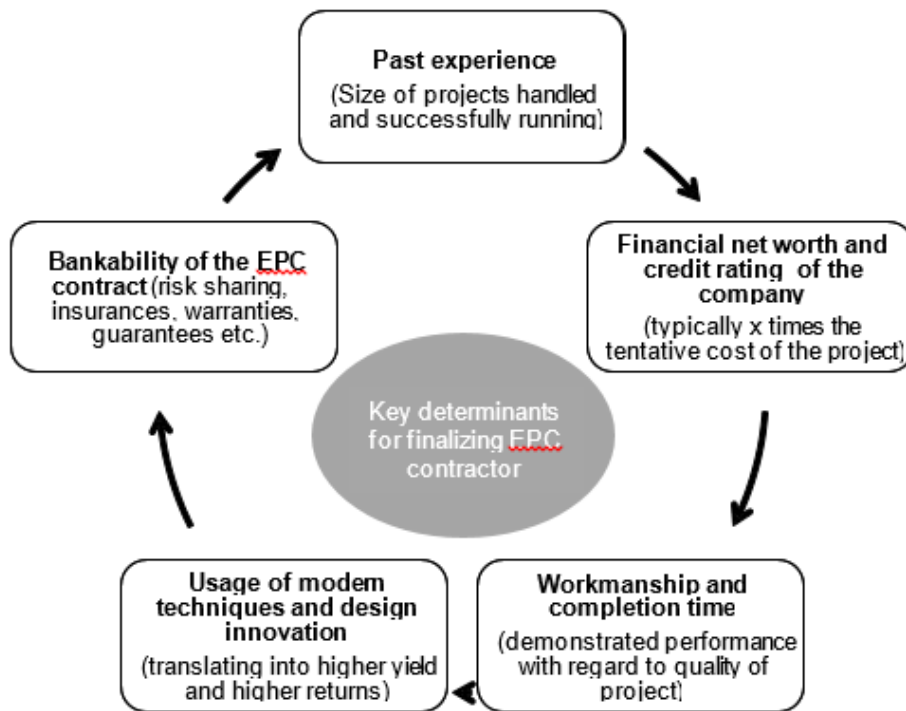 Past experience
(Size of projects handled
and successfully running)
Financial net worth and
credit rating of the
company
(typically x times the
tentative cost of the project)
Workmanship and
completion time
(demonstrated performance
with regard to quality of
project)
Usage of modern
techniques and design
innovation
(translating into higher yield
and higher returns)
Bankability of the EPC
contract (risk sharing,
insurances, warranties,
guarantees etc.)
Key determinants
for finalizing EPC
contractor